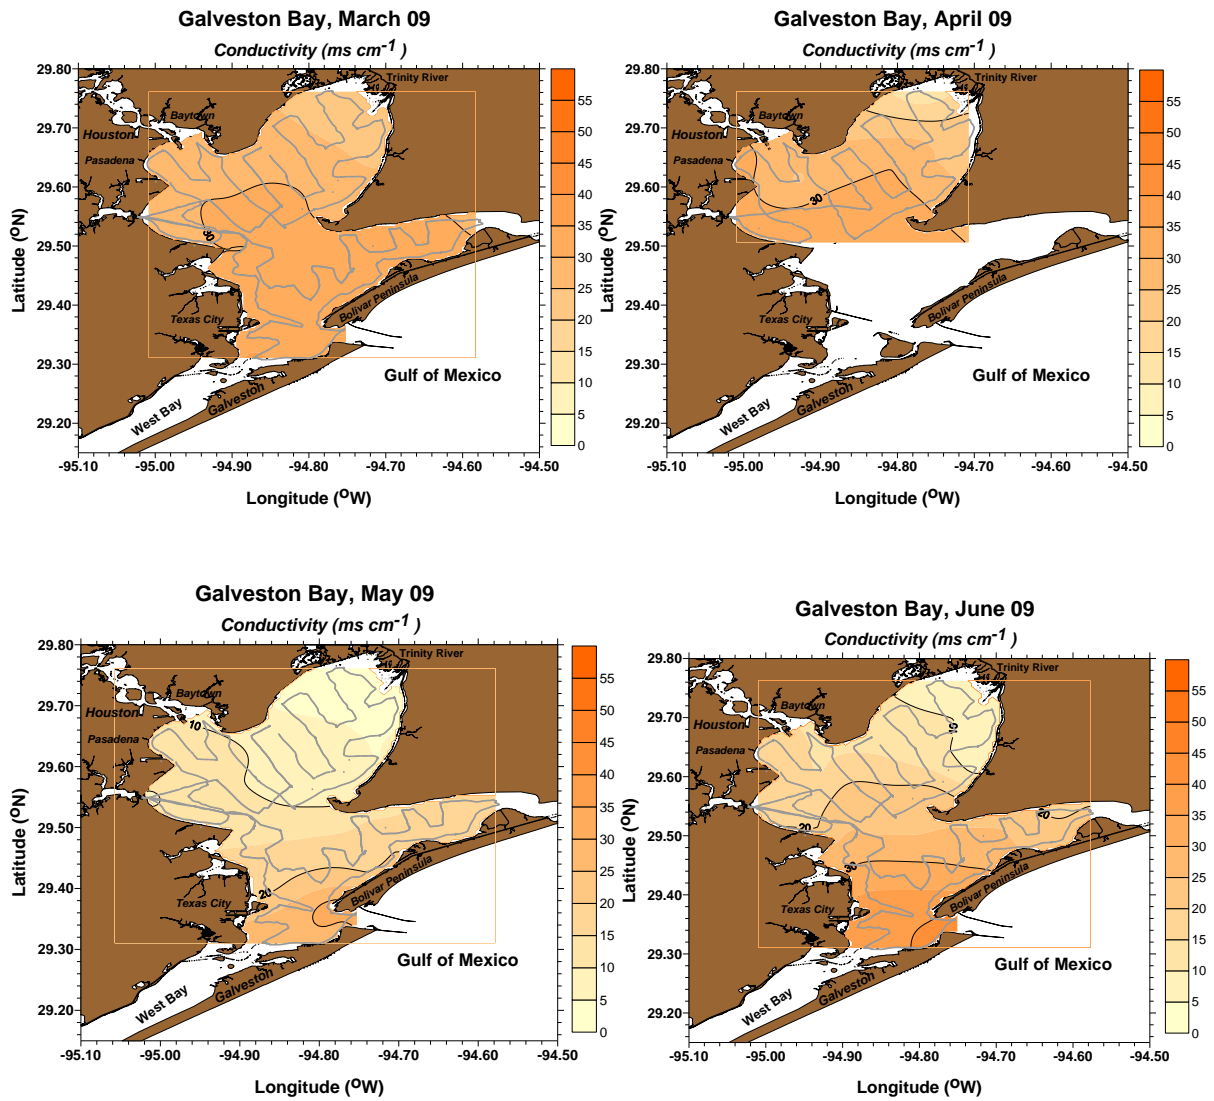 Galveston Bay, March 09
Conductivity (ms cm-1 )
29.80
29.70
29.60
29.50
29.40
29.30
29.20
Latitude (oN)
-95.10 -95.00 -94.90 -94.80 -94.70 -94.60 -94.50
Longitude (oW)
Trinity River
Baytown
Houston
Pasadena
30
Texas City
Bolivar Peninsula
Gulf of Mexico
West Bay
Galveston
55
50
45
40
35
30
25
20
15
10
5
0
Galveston Bay, April 09
Conductivity (ms cm-1 )
29.80
29.70
29.60
29.50
29.40
29.30
29.20
Latitude (oN)
-95.10 -95.00 -94.90 -94.80 -94.70 -94.60 -94.50
Longitude (oW)
Trinity River
Baytown
Houston
Pasadena
30
Texas City
Bolivar Peninsula
Gulf of Mexico
West Bay
Galveston
55
50
45
40
35
30
25
20
15
10
5
0
Galveston Bay, May 09
Conductivity (ms cm-1 )
29.80
29.70
29.60
29.50
29.40
29.30
29.20
Latitude (oN)
-95.10 -95.00 -94.90 -94.80 -94.70 -94.60 -94.50
Longitude (oW)
Trinity River
Baytown
10
Houston
Pasadena
20
Texas City
Bolivar Peninsula
Gulf of Mexico
West Bay
Galveston
55
50
45
40
35
30
25
20
15
10
5
0
Galveston Bay, June 09
Conductivity (ms cm-1 )
29.80
29.70
29.60
29.50
29.40
29.30
29.20
Latitude (oN)
-95.10 -95.00 -94.90 -94.80 -94.70 -94.60 -94.50
Longitude (oW)
Trinity River
Baytown
10
Houston
Pasadena
20
20
30
Texas City
Bolivar Peninsula
Gulf of Mexico
West Bay
Galveston
55
50
45
40
35
30
25
20
15
10
5
0